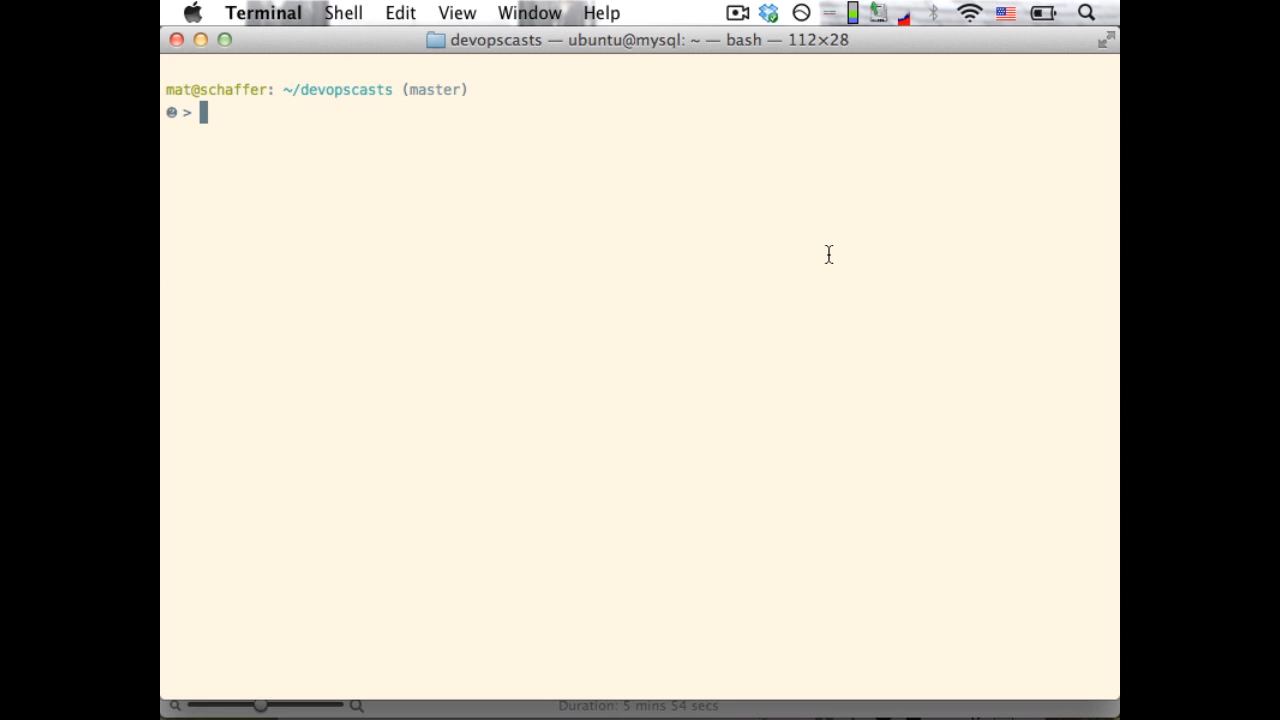 Terminal Shell Edit View Window Help
devopscasts — ubuntu@mysql: ~ — bash — 112×28
mat@schaffer: ~/devopscasts (master)
❷ >
Duration: 5 mins 54 secs